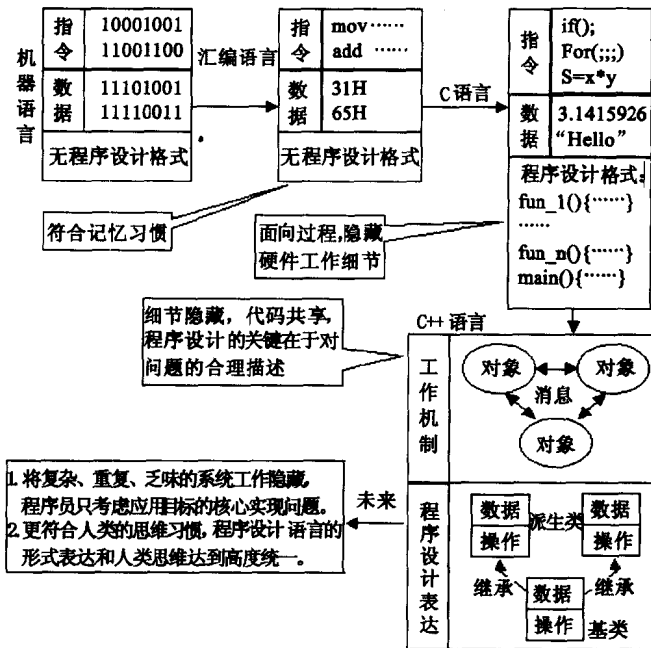 机器语言
指令
10001001
11001100
数据
11101001
11110011
无程序设计格式
汇编语言
指令
mov……
add ……
数据
31H
65H
无程序设计格式
C语言
指令
if();
For(;;;)
S=x*y
数据
3.1415926
“Hello”
程序设计格式:
fun_1(){……}
……
fun_n(){……}
main(){……}
符合记忆习惯
面向过程,隐藏
硬件工作细节
细节隐藏，代码共享,
程序设计的关键在于对
问题的合理描述
C++ 语言
工作机制
对象
对象
消息
对象
程序设计表达
数据
操作
派生类
数据
操作
继承
继承
数据
操作
基类
未来
1. 将复杂、重复、乏味的系统工作隐藏,
程序员只考虑应用目标的核心实现问题。
2.更符合人类的思维习惯，程序设计语言的
形式表达和人类思维达到高度统一。